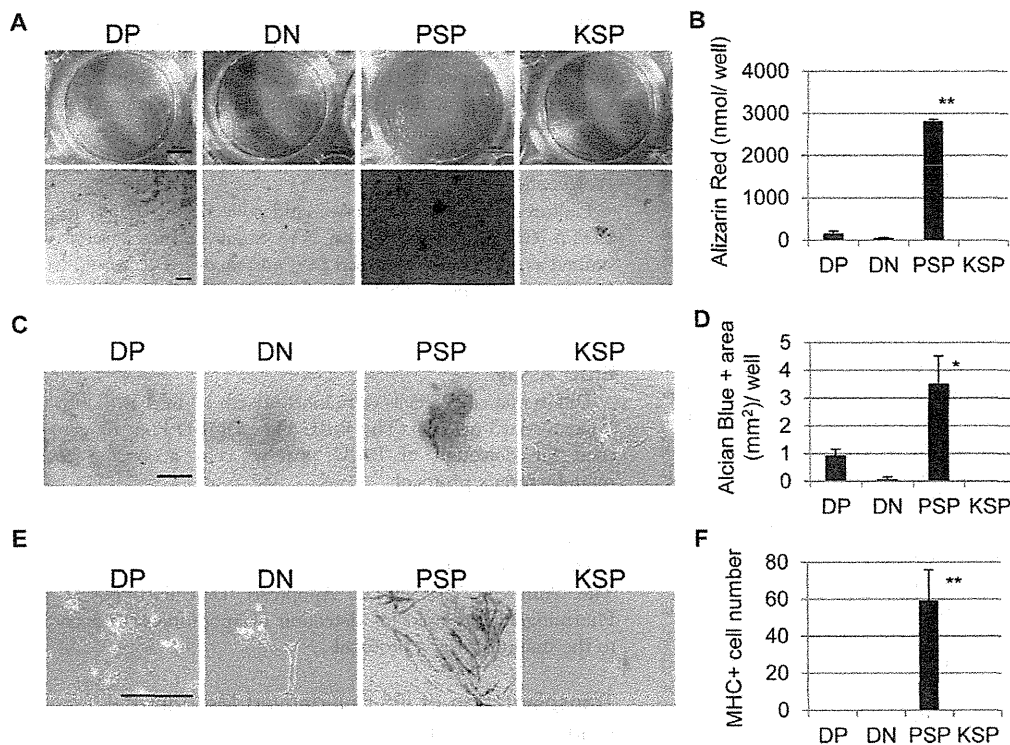 A
DP DN PSP KSP
B
Alizarin Red (nmol/ well)
4000
3000
2000
1000
0
**
DP DN PSP KSP
C
DP DN PSP KSP
D
Alcian Blue + area
(mm²)/ well
5
4
3
2
1
0
*
DP DN PSP KSP
E
DP DN PSP KSP
F
MHC+ cell number
80
60
40
20
0
**
DP DN PSP KSP